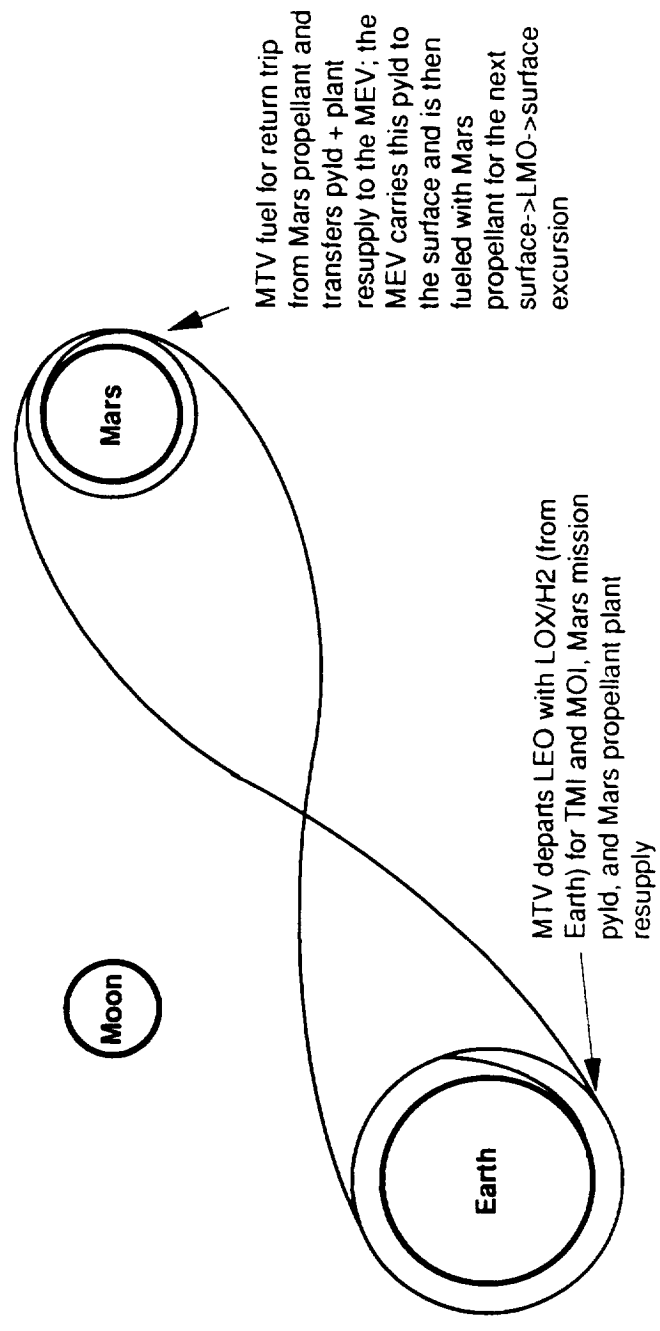 Moon
Mars
MTV fuel for return trip
from Mars propellant and
transfers pyld + plant
resupply to the MEV; the
MEV carries this pyld to
the surface and is then
fueled with Mars
propellant for the next
surface->LMO->surface
excursion
Earth
MTV departs LEO with LOX/H2 (from
Earth) for TMI and MOI, Mars mission
pyld, and Mars propellant plant
resupply